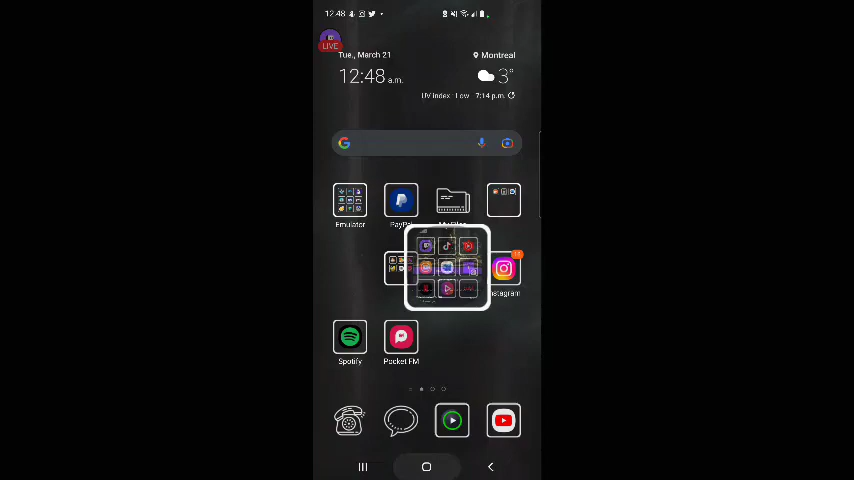 12:48
LIVE
Tue., March 21
Montreal
12:48 a.m.
3°
UV index : Low 7:14 p.m.
Emulator
PayPal
Instagram
Spotify
Pocket FM